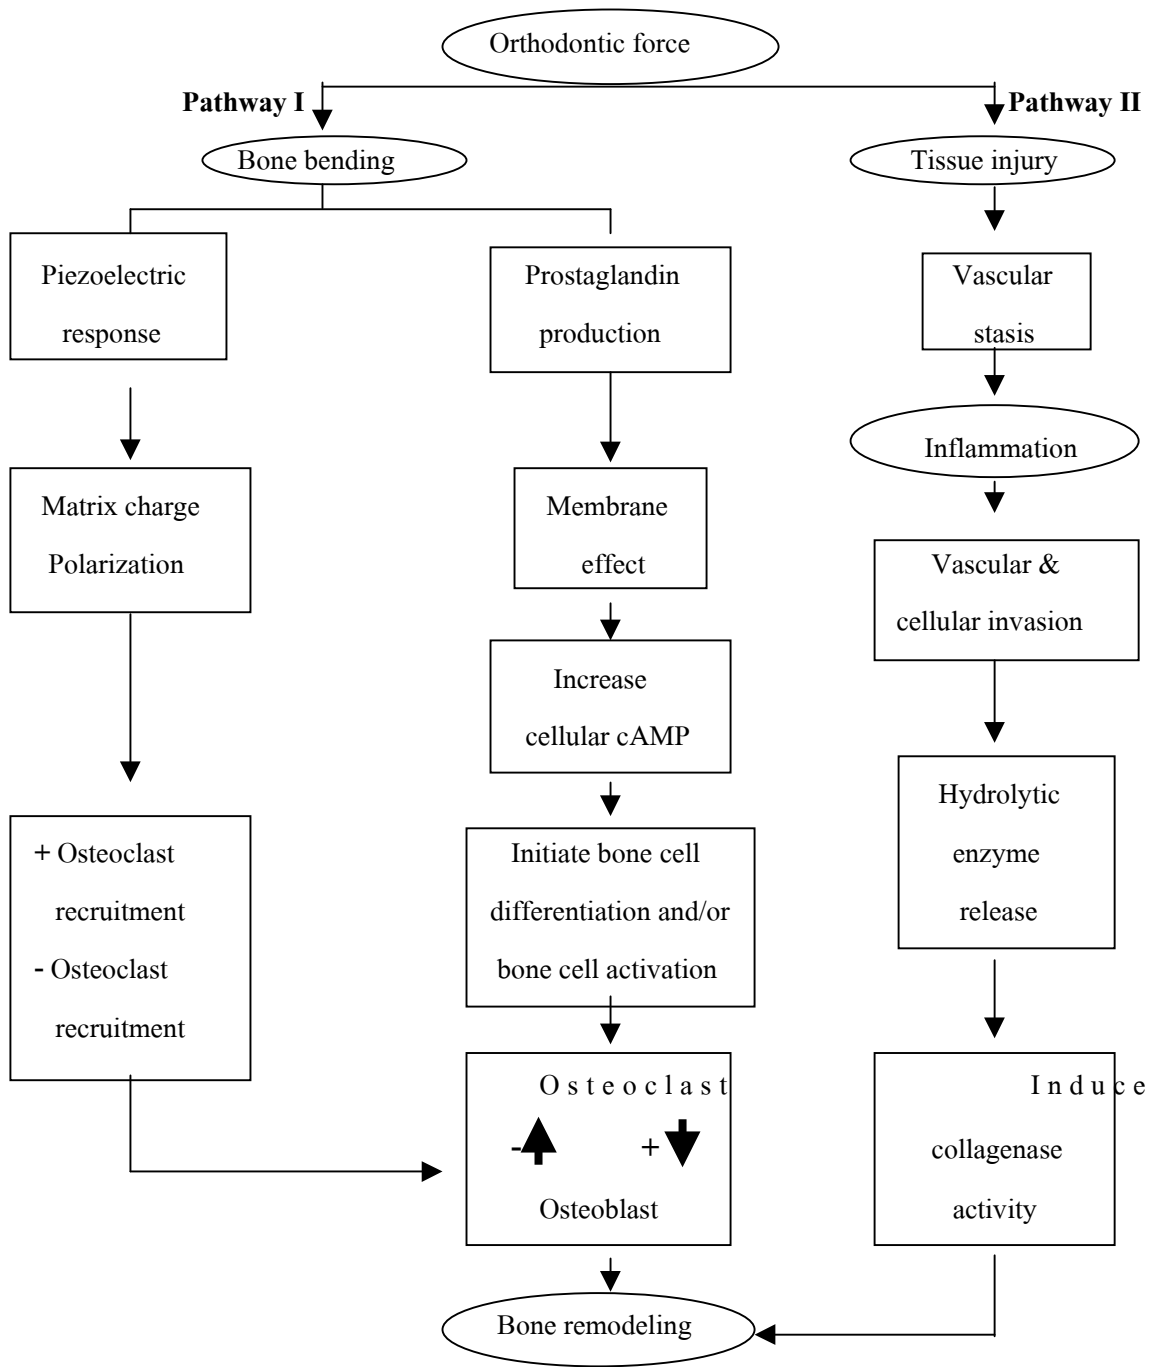 Orthodontic force
Pathway I
Pathway II
Bone bending
Tissue injury
Piezoelectric
response
Prostaglandin
production
Vascular
stasis
Inflammation
Matrix charge
Polarization
Membrane
effect
Vascular &
cellular invasion
Increase
cellular cAMP
Hydrolytic
enzyme
release
+ Osteoclast
recruitment
- Osteoclast
recruitment
Initiate bone cell
differentiation and/or
bone cell activation
Osteoclast
- +
Osteoblast
Induce
collagenase
activity
Bone remodeling